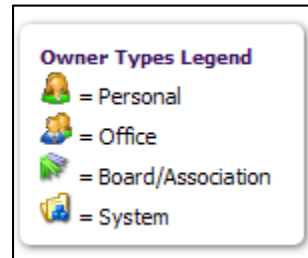 Owner Types Legend
= Personal
= Office
= Board/Association
= System